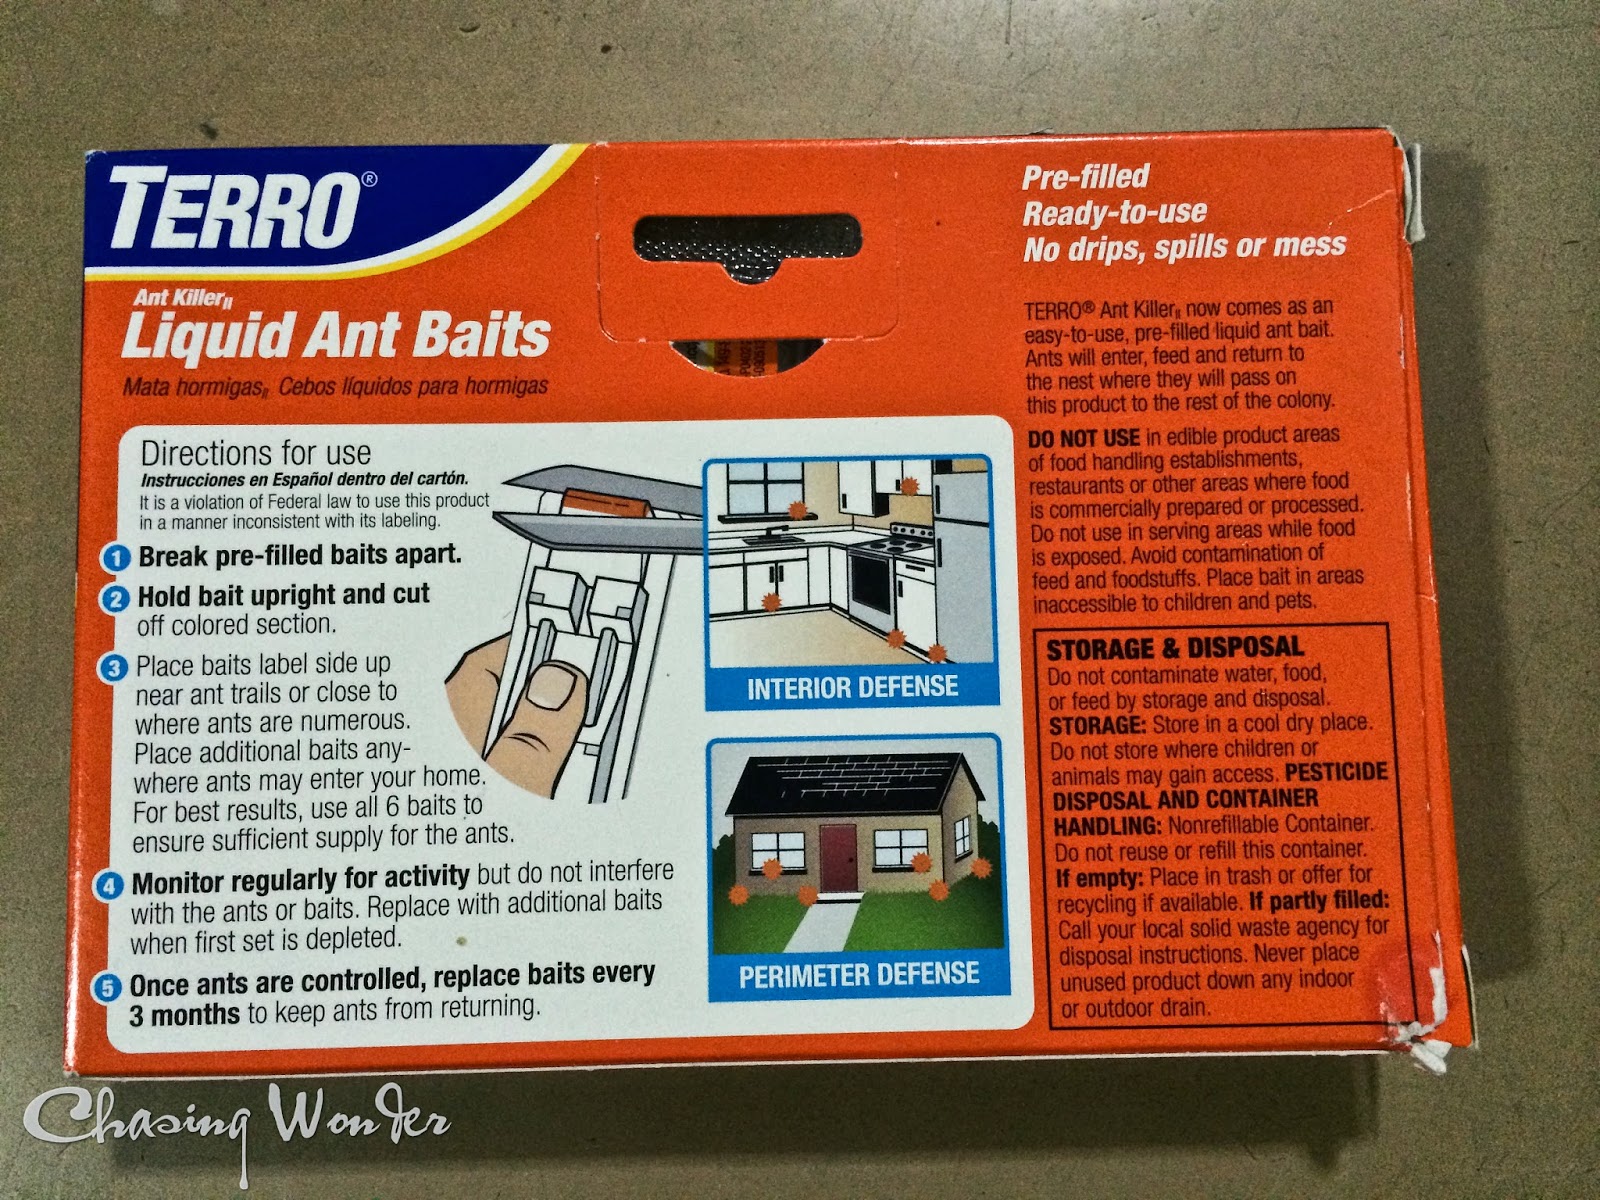 TERRO®
Ant Killer II
Liquid Ant Baits
Mata hormigas II Cebos líquidos para hormigas
Directions for use
Instrucciones en Español dentro del cartón.
It is a violation of Federal law to use this product
in a manner inconsistent with its labeling.
1 Break pre-filled baits apart.
2 Hold bait upright and cut
off colored section.
3 Place baits label side up
near ant trails or close to
where ants are numerous.
Place additional baits any-
where ants may enter your home.
For best results, use all 6 baits to
ensure sufficient supply for the ants.
4 Monitor regularly for activity but do not interfere
with the ants or baits. Replace with additional baits
when first set is depleted.
5 Once ants are controlled, replace baits every
3 months to keep ants from returning.
INTERIOR DEFENSE
PERIMETER DEFENSE
Pre-filled
Ready-to-use
No drips, spills or mess
TERRO® Ant Killer II now comes as an
easy-to-use, pre-filled liquid ant bait.
Ants will enter, feed and return to
the nest where they will pass on
this product to the rest of the colony.
DO NOT USE in edible product areas
of food handling establishments,
restaurants or other areas where food
is commercially prepared or processed.
Do not use in serving areas while food
is exposed. Avoid contamination of
feed and foodstuffs. Place bait in areas
inaccessible to children and pets.
STORAGE & DISPOSAL
Do not contaminate water, food,
or feed by storage and disposal.
STORAGE: Store in a cool dry place.
Do not store where children or
animals may gain access. PESTICIDE
DISPOSAL AND CONTAINER
HANDLING: Nonrefillable Container.
Do not reuse or refill this container.
If empty: Place in trash or offer for
recycling if available. If partly filled:
Call your local solid waste agency for
disposal instructions. Never place
unused product down any indoor
or outdoor drain.
Chasing Wonder